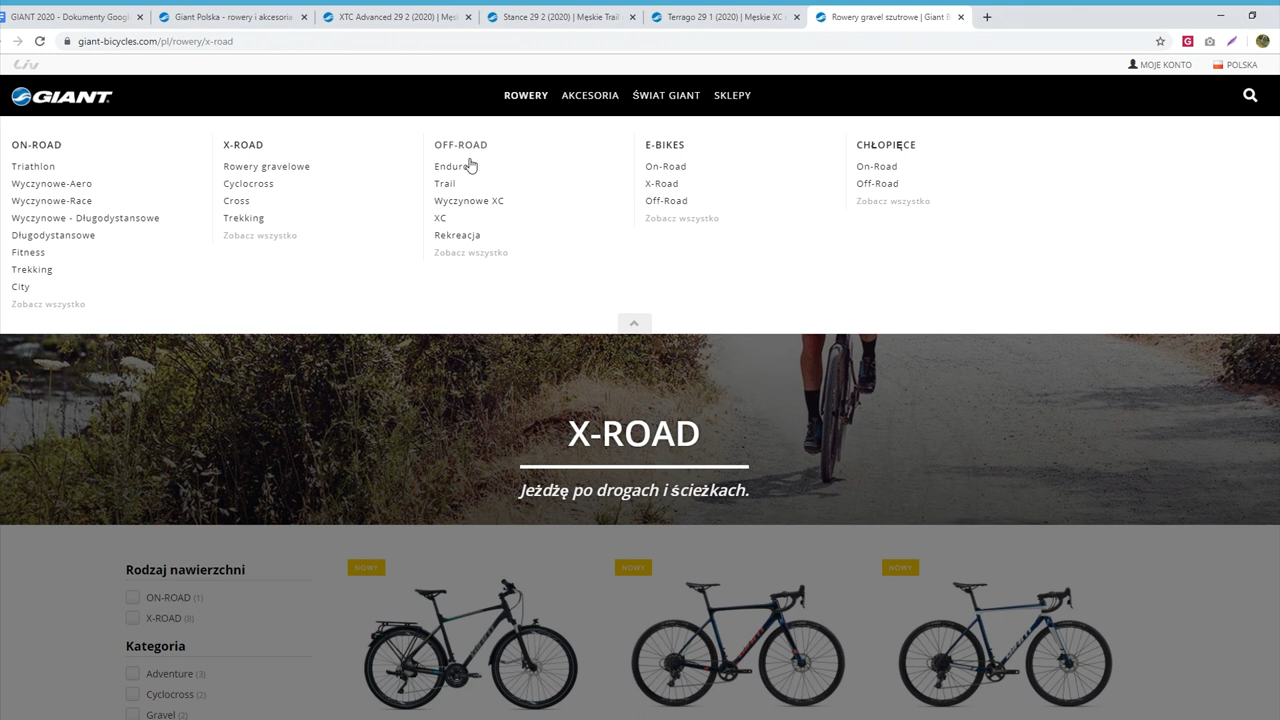 GIANT 2020 - Dokumenty Googl
Giant Polska - rowery i akcesoria
XTC Advanced 29 2 (2020) | Męsk
Stance 29 2 (2020) | Męskie Trail
Terrago 29 1 (2020) | Męskie XC
Rowery gravel szutrowe | Giant B
giant-bicycles.com/pl/rowery/x-road
Liv
MOJE KONTO
POLSKA
GIANT
ROWERY
AKCESORIA
ŚWIAT GIANT
SKLEPY
ON-ROAD
Triathlon
Wyczynowe-Aero
Wyczynowe-Race
Wyczynowe - Długodystansowe
Długodystansowe
Fitness
Trekking
City
Zobacz wszystko
X-ROAD
Rowery gravelowe
Cyclocross
Cross
Trekking
Zobacz wszystko
OFF-ROAD
Enduro
Trail
Wyczynowe XC
XC
Rekreacja
Zobacz wszystko
E-BIKES
On-Road
X-Road
Off-Road
Zobacz wszystko
CHŁOPIĘCE
On-Road
Off-Road
Zobacz wszystko
X-ROAD
Jeżdżę po drogach i ścieżkach.
Rodzaj nawierzchni
ON-ROAD (1)
X-ROAD (8)
Kategoria
Adventure (3)
Cyclocross (2)
Gravel (2)
NOWY
NOWY
NOWY